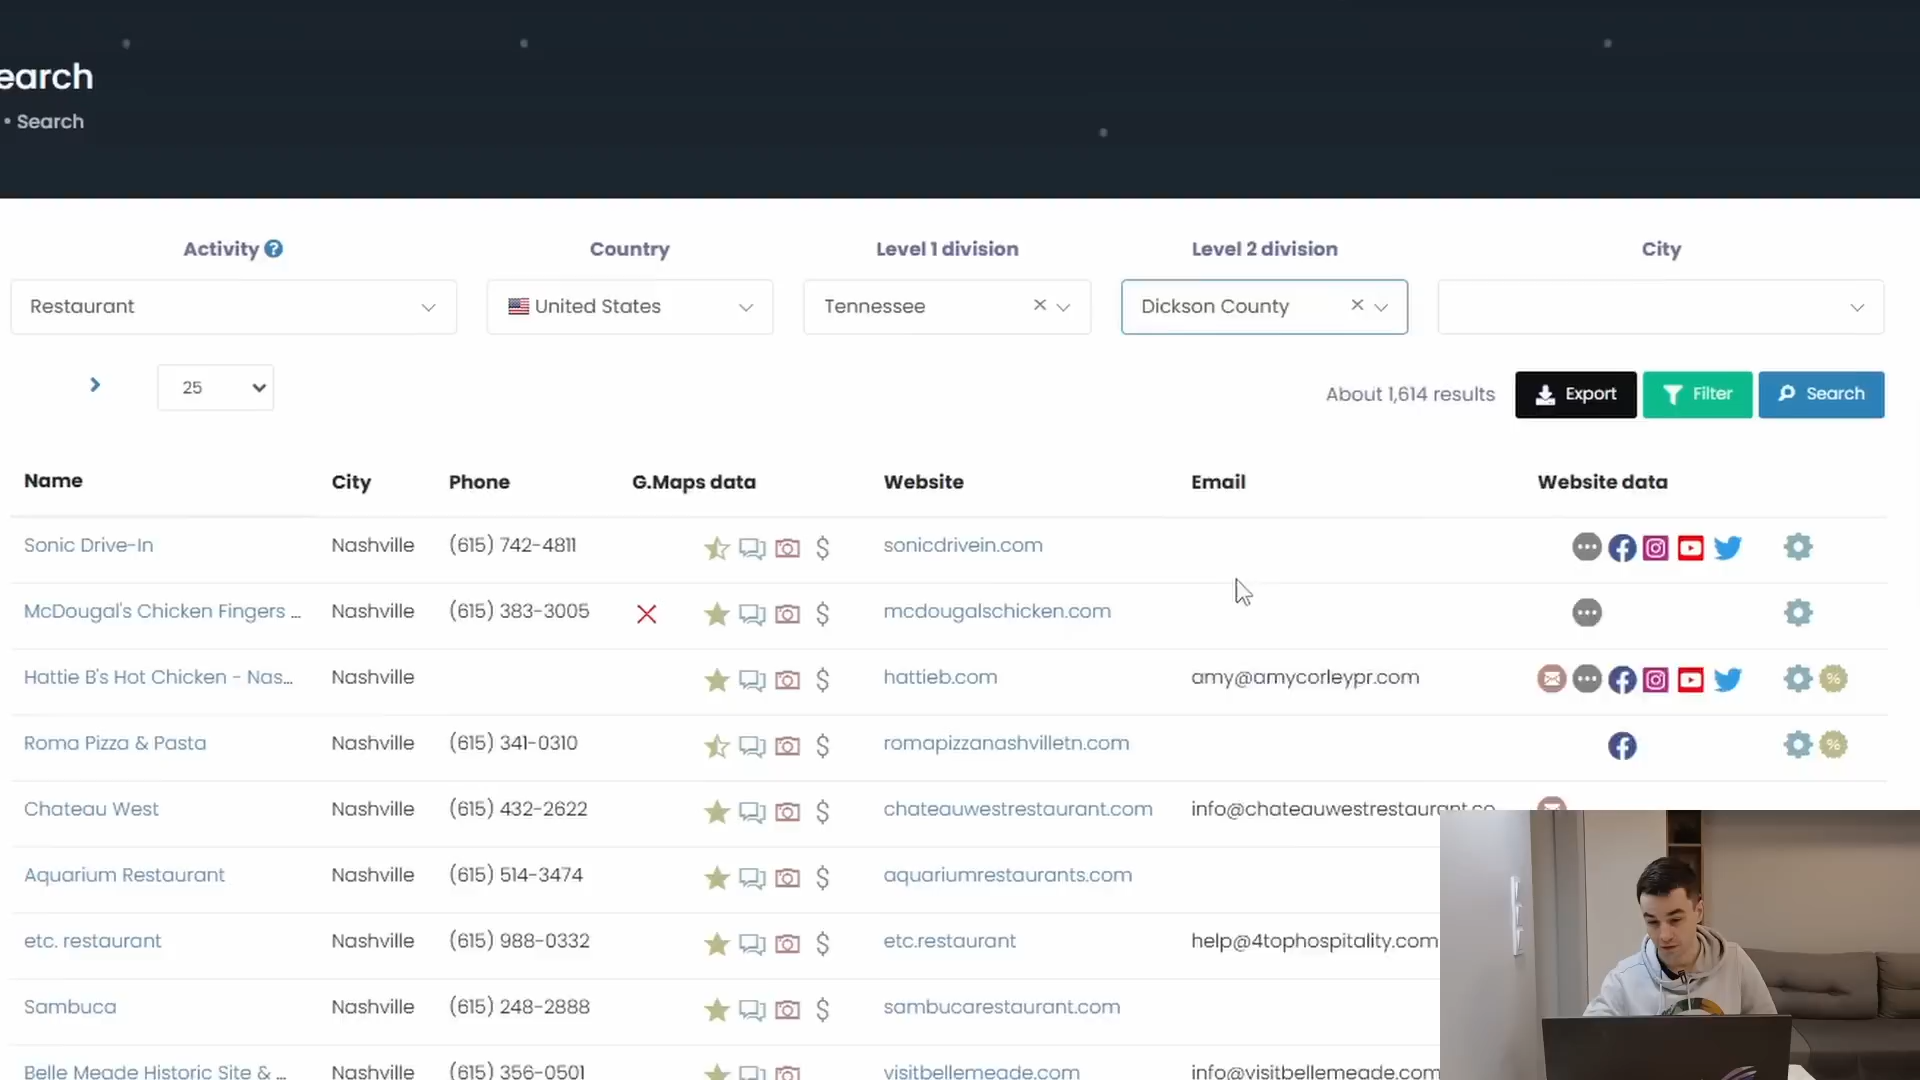 earch
• Search
Activity ?
Country
Level 1 division
Level 2 division
City
Restaurant
United States
Tennessee ×
Dickson County ×
25
About 1,614 results
Export
Filter
Search
Name City Phone G.Maps data Website Email Website data
Sonic Drive-In Nashville (615) 742-4811 $ sonicdrivein.com
McDougal's Chicken Fingers ... Nashville (615) 383-3005 $ mcdougalschicken.com
Hattie B's Hot Chicken - Nas... Nashville $ hattieb.com amy@amycorleypr.com %
Roma Pizza & Pasta Nashville (615) 341-0310 $ romapizzanashvilletn.com %
Chateau West Nashville (615) 432-2622 $ chateauwestrestaurant.com info@chateauwestrestaurant.co
Aquarium Restaurant Nashville (615) 514-3474 $ aquariumrestaurants.com
etc. restaurant Nashville (615) 988-0332 $ etc.restaurant help@4tophospitality.com
Sambuca Nashville (615) 248-2888 $ sambucarestaurant.com
Belle Meade Historic Site & ... Nashville (615) 356-0501 visitbellemeade.com info@visitbellemeade.com